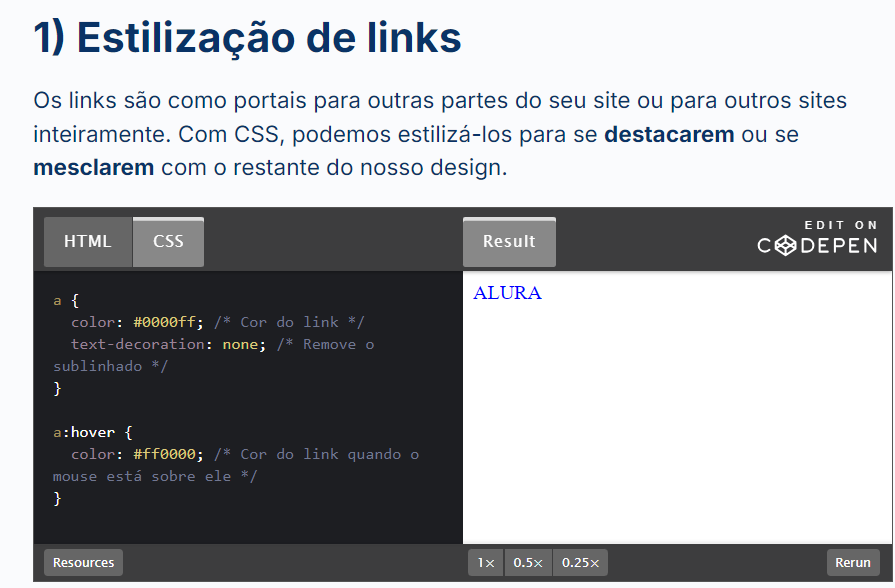 1) Estilização de links
Os links são como portais para outras partes do seu site ou para outros sites
inteiramente. Com CSS, podemos estilizá-los para se destacarem ou se
mesclarem com o restante do nosso design.
HTML CSS Result EDIT ON
CODEPEN
a {
color: #0000ff; /* Cor do link */
text-decoration: none; /* Remove o
sublinhado */
}
a:hover {
color: #ff0000; /* Cor do link quando o
mouse está sobre ele */
}
ALURA
Resources 1× 0.5× 0.25× Rerun